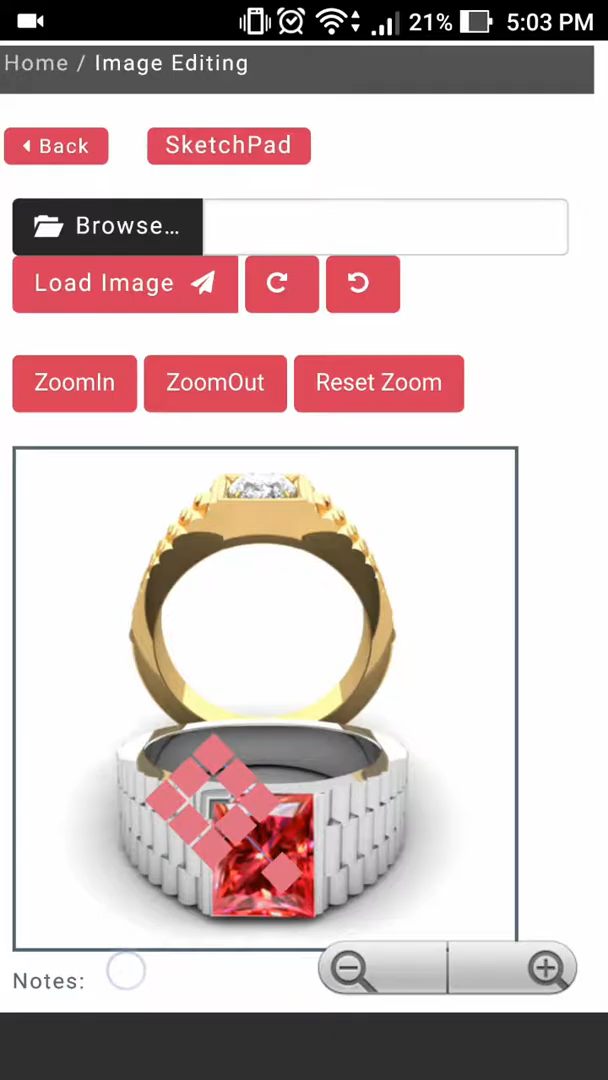 21% 5:03 PM
Home / Image Editing
Back SketchPad
Browse...
Load Image
ZoomIn ZoomOut Reset Zoom
Notes: